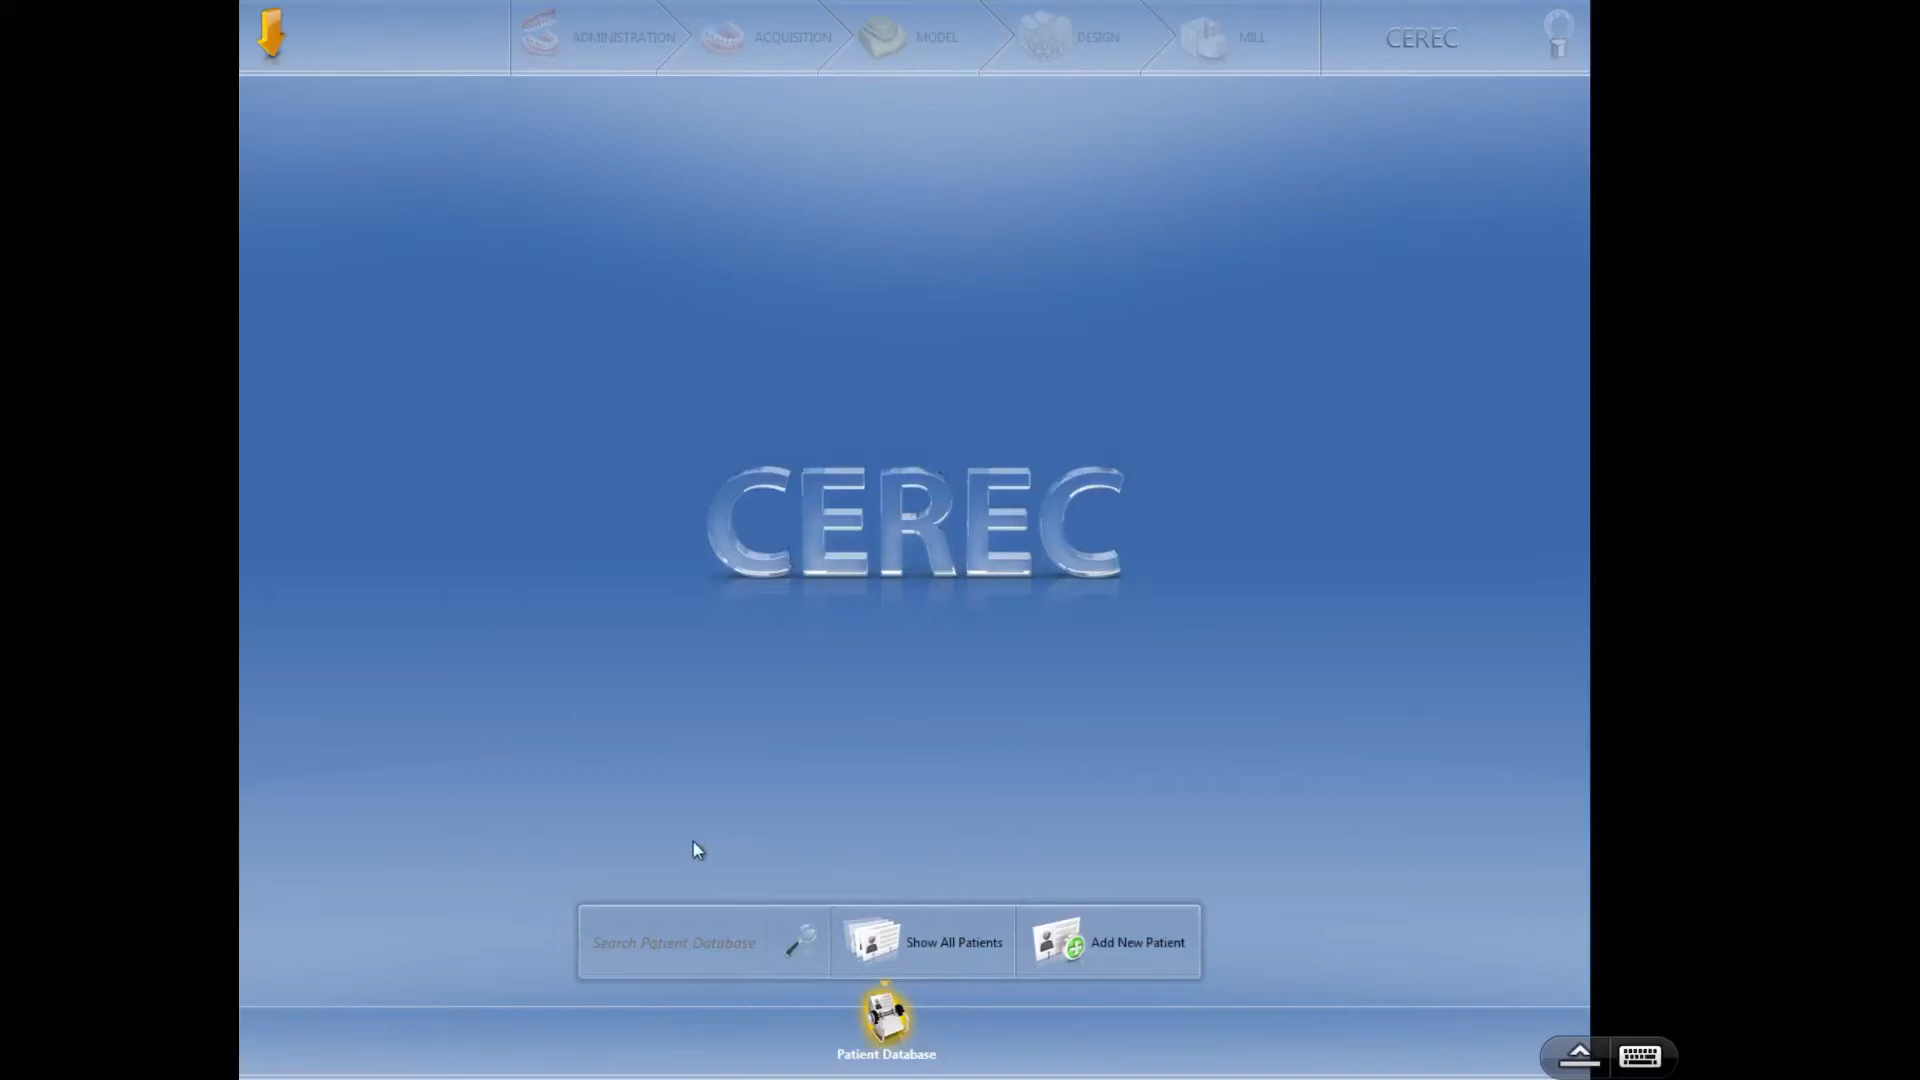 ADMINISTRATION
ACQUISITION
MODEL
DESIGN
MILL
CEREC
CEREC
Search Patient Database
Show All Patients
Add New Patient
Patient Database